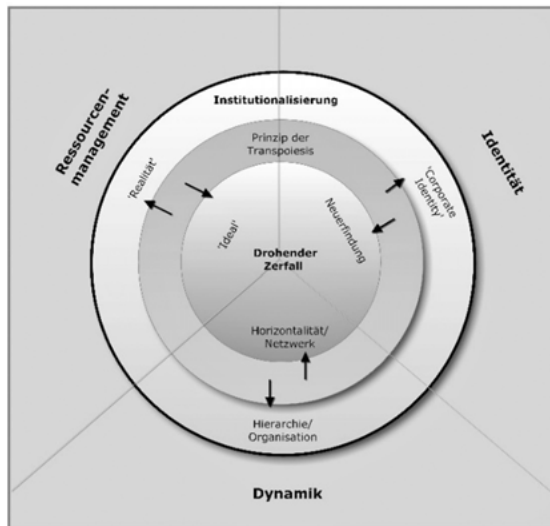 Ressourcen-
management
Identität
Institutionalisierung
Prinzip der
Transpoiesis
'Realität'
'Corporate
Identity'
'Ideal'
Neuerfindung
Drohender
Zerfall
Horizontalität/
Netzwerk
Hierarchie/
Organisation
Dynamik